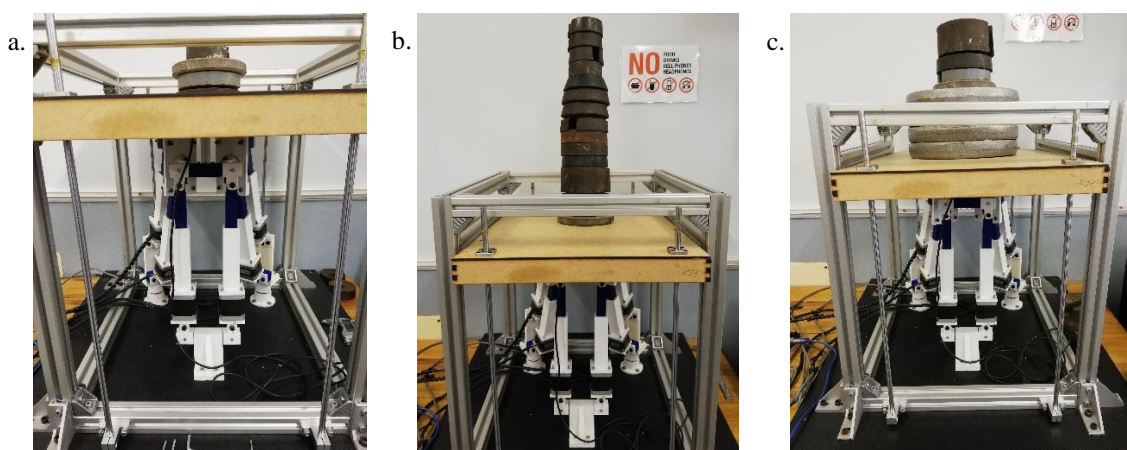 a.
b.
c.
NO
FOOD
DRINKS
CELL PHONES
HEADPHONES